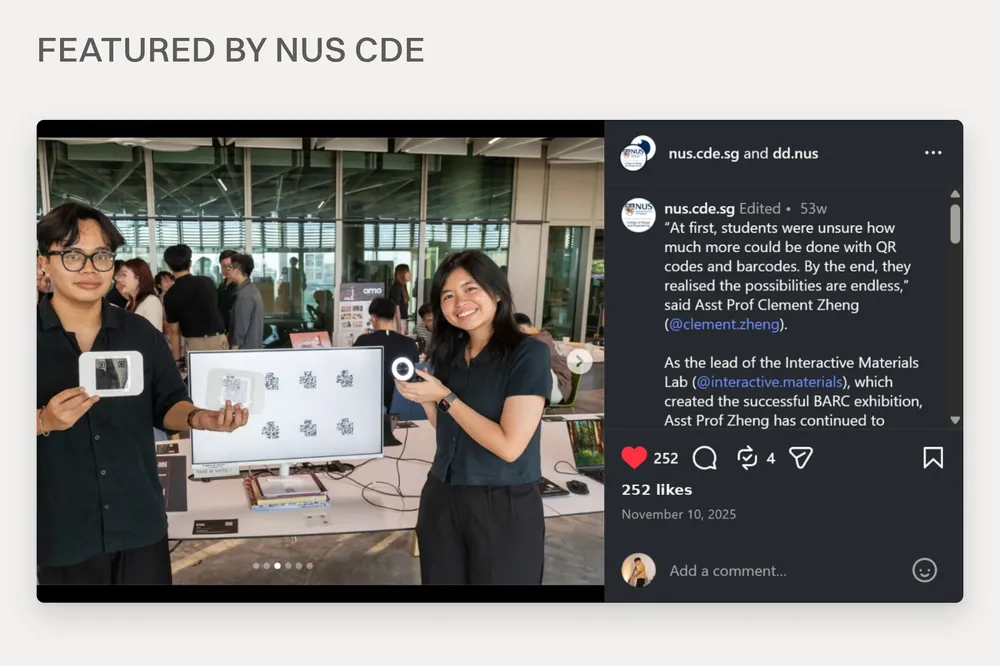 FEATURED BY NUS CDE
nus.cde.sg and dd.nus
nus.cde.sg Edited • 53w
“At first, students were unsure how
much more could be done with QR
codes and barcodes. By the end, they
realised the possibilities are endless,”
said Asst Prof Clement Zheng
(@clement.zheng).
As the lead of the Interactive Materials
Lab (@interactive.materials), which
created the successful BARC exhibition,
Asst Prof Zheng has continued to
252
4
252 likes
November 10, 2025
Add a comment...
NUS
omo